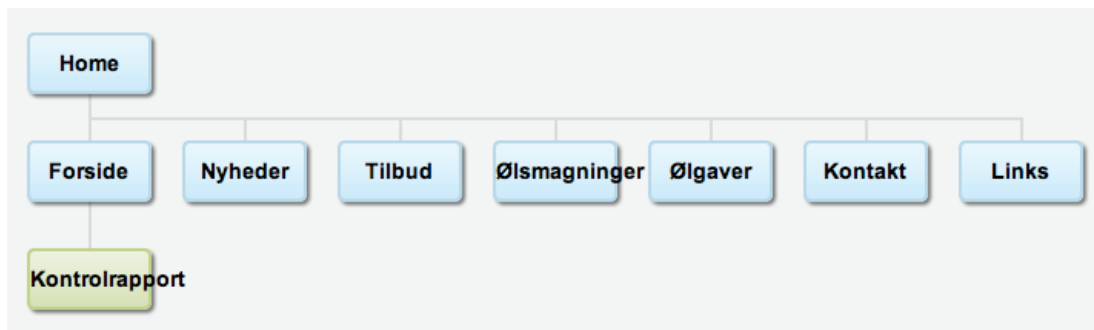 Home
Forside
Nyheder
Tilbud
Ølsmagninger
Ølgaver
Kontakt
Links
Kontrolrapport